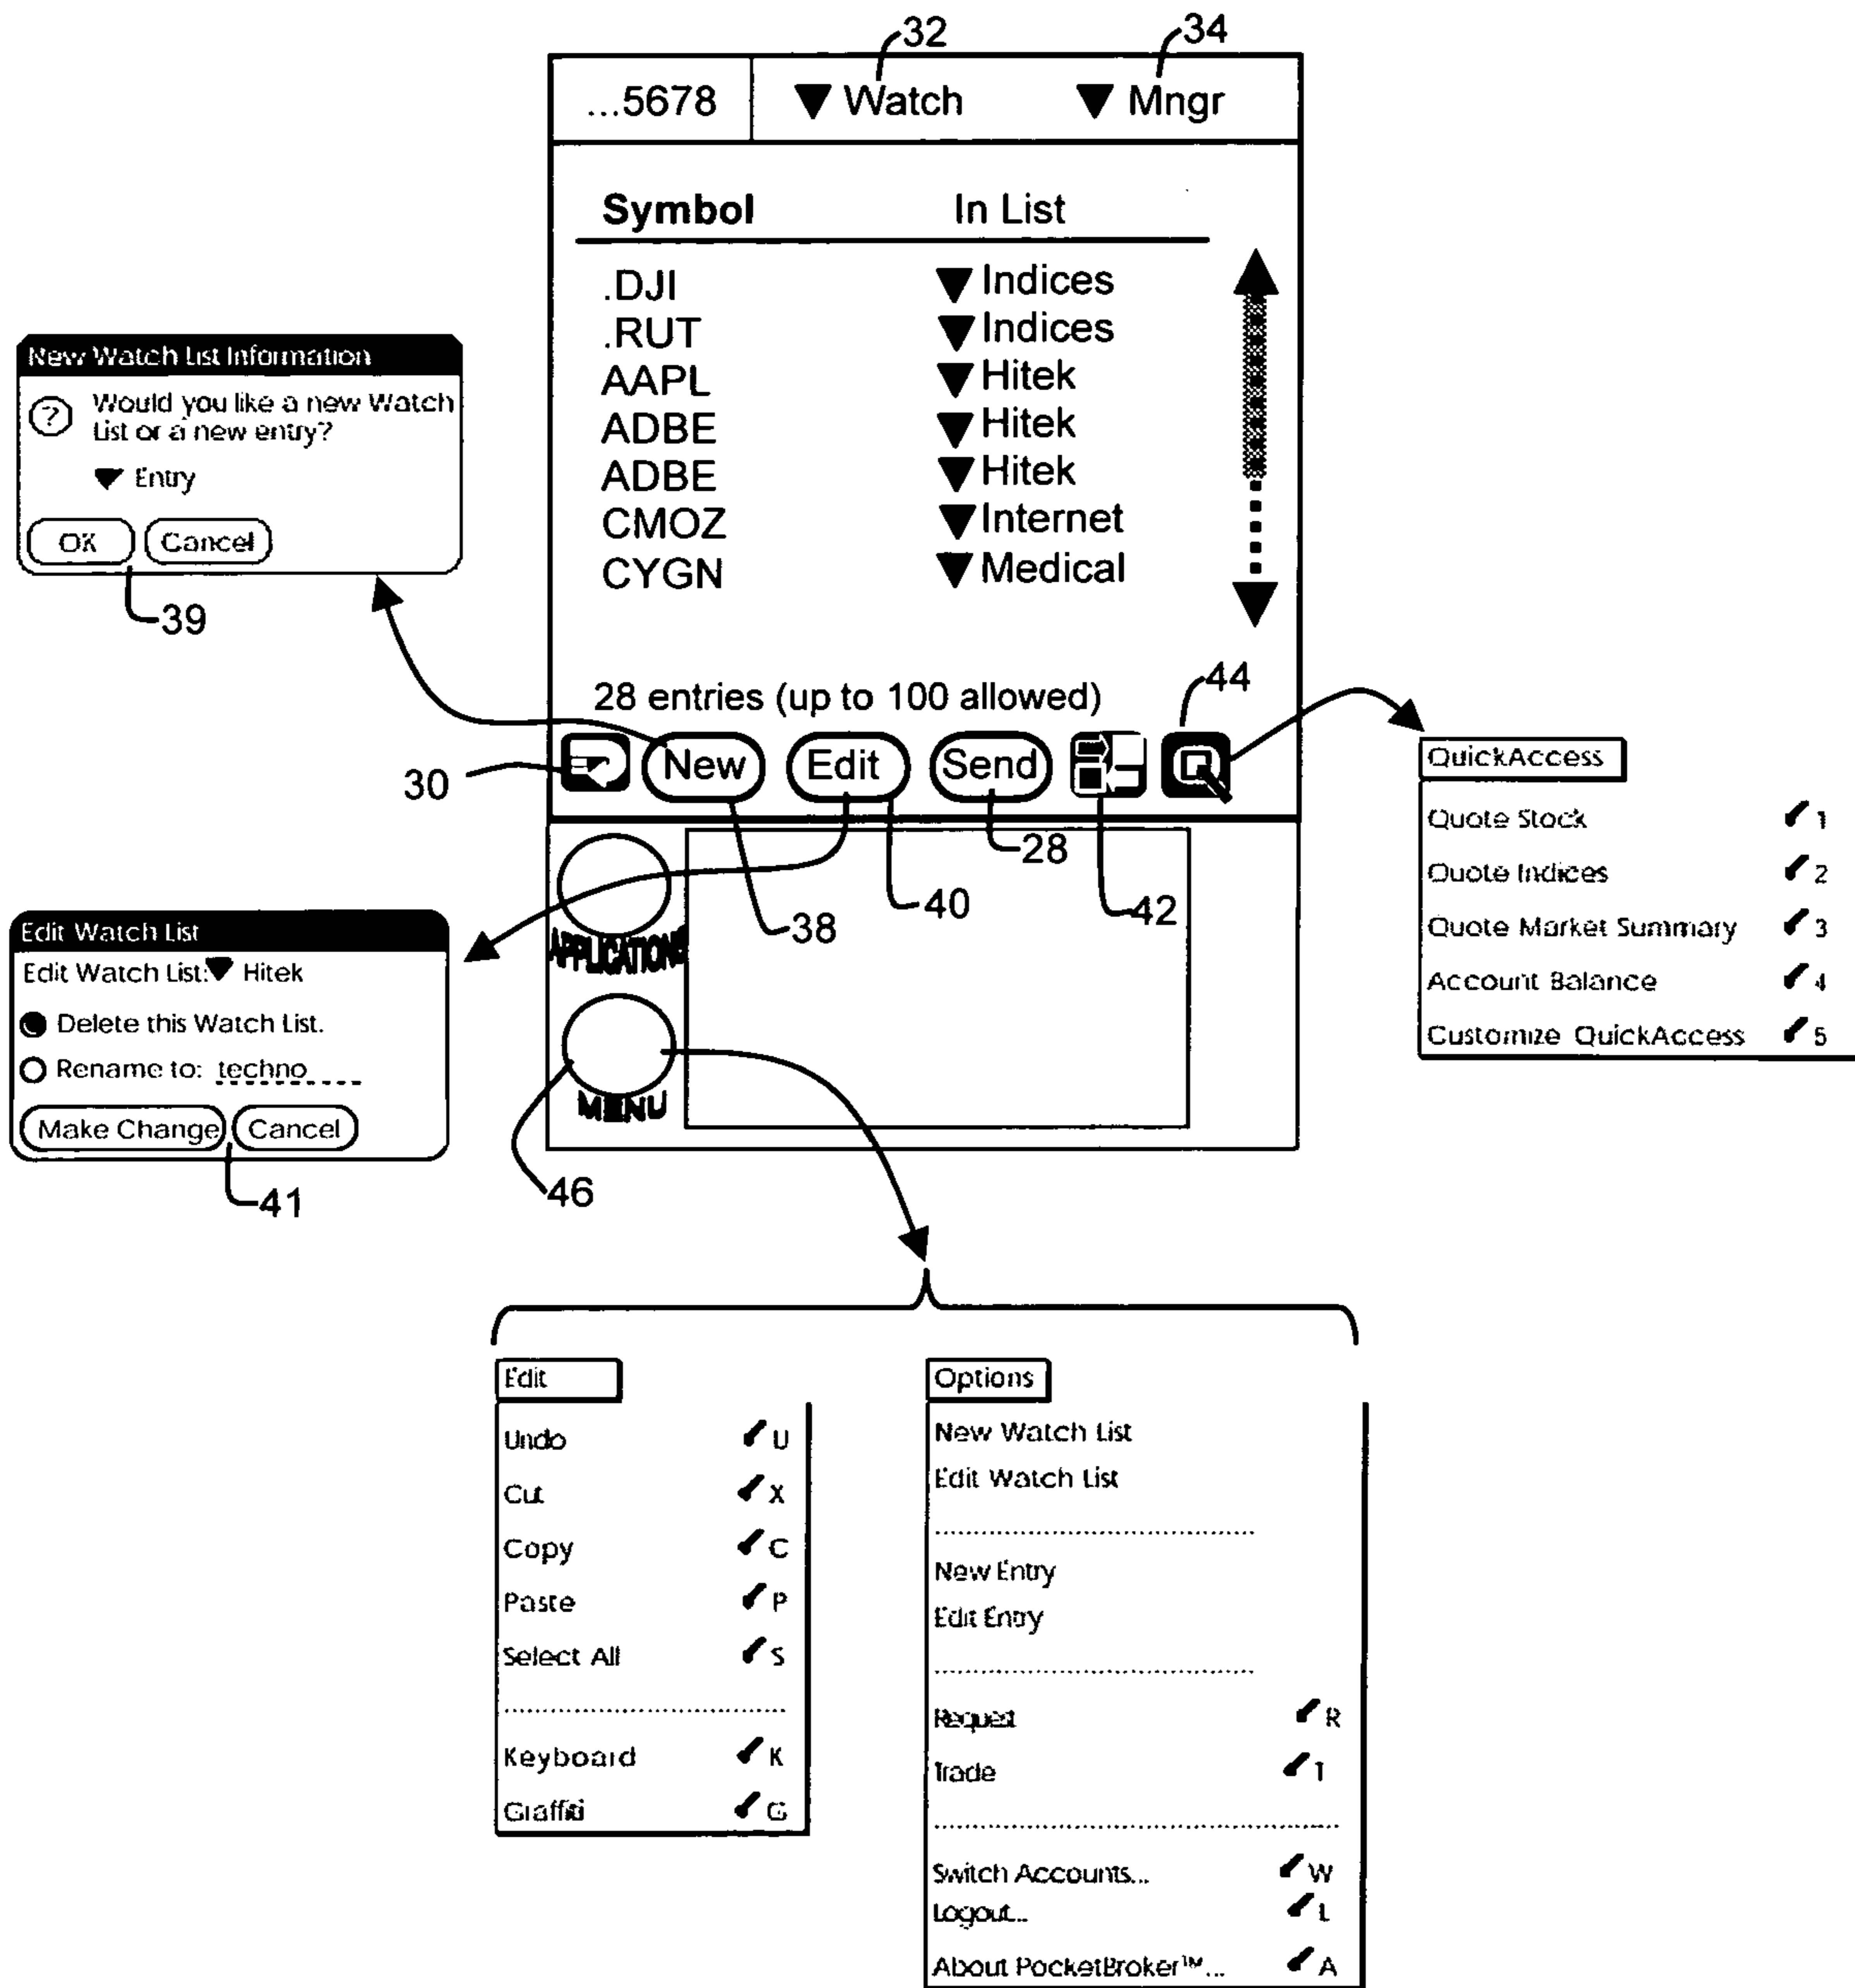 32
34
...5678 ▼ Watch ▼ Mngr
Symbol In List
.DJI ▼ Indices
.RUT ▼ Indices
AAPL ▼ Hitek
ADBE ▼ Hitek
ADBE ▼ Hitek
CMOZ ▼ Internet
CYGN ▼ Medical
28 entries (up to 100 allowed)
44
30
New Edit Send
28
40
42
38
APPLICATIONS
MENU
46
New Watch List Information
? Would you like a new Watch
List or a new entry?
▼ Entry
OK Cancel
39
Edit Watch List
Edit Watch List: ▼ Hitek
Delete this Watch List.
Rename to: techno
Make Change Cancel
41
QuickAccess
Quote Stock 1
Quote Indices 2
Quote Market Summary 3
Account Balance 4
Customize QuickAccess 5
Edit
Undo U
Cut X
Copy C
Paste P
Select All S
Keyboard K
Graffiti G
Options
New Watch List
Edit Watch List
New Entry
Edit Entry
Request R
Trade T
Switch Accounts... W
Logout... L
About PocketBroker™... A